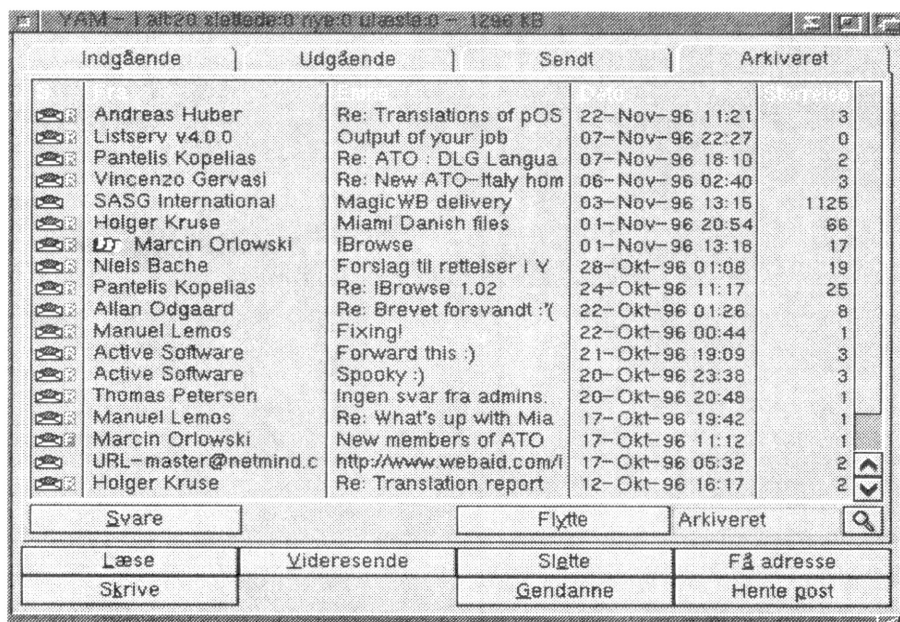 YAM – I alt:20 slettede:0 nye:0 ulæste:0 – 1296 KB
Indgående Udgående Sendt Arkiveret
Fra Emne Dato Størrelse
Andreas Huber Re: Translations of pOS 22-Nov-96 11:21 3
Listserv v4.0.0 Output of your job 07-Nov-96 22:27 0
Pantelis Kopelias Re: ATO : DLG Langua 07-Nov-96 18:10 2
Vincenzo Gervasi Re: New ATO-Italy hom 06-Nov-96 02:40 3
SASG International MagicWB delivery 03-Nov-96 13:15 1125
Holger Kruse Miami Danish files 01-Nov-96 20:54 66
Marcin Orlowski IBrowse 01-Nov-96 13:16 17
Niels Bache Forslag til rettelser i Y 28-Okt-96 01:08 19
Pantelis Kopelias Re: IBrowse 1.02 24-Okt-96 11:17 25
Allan Odgaard Re: Brevet forsvandt :'( 22-Okt-96 01:26 8
Manuel Lemos Fixing! 22-Okt-96 00:44 1
Active Software Forward this :) 21-Okt-96 19:09 3
Active Software Spooky :) 20-Okt-96 23:38 3
Thomas Petersen Ingen svar fra admins. 20-Okt-96 20:48 1
Manuel Lemos Re: What's up with Mia 17-Okt-96 19:42 1
Marcin Orlowski New members of ATO 17-Okt-96 11:12 1
URL-master@netmind.c http://www.webaid.com/i 17-Okt-96 05:32 2
Holger Kruse Re: Translation report 12-Okt-96 16:17 2
Svare Flytte Arkiveret
Læse Videresende Slette Få adresse
Skrive Gendanne Hente post